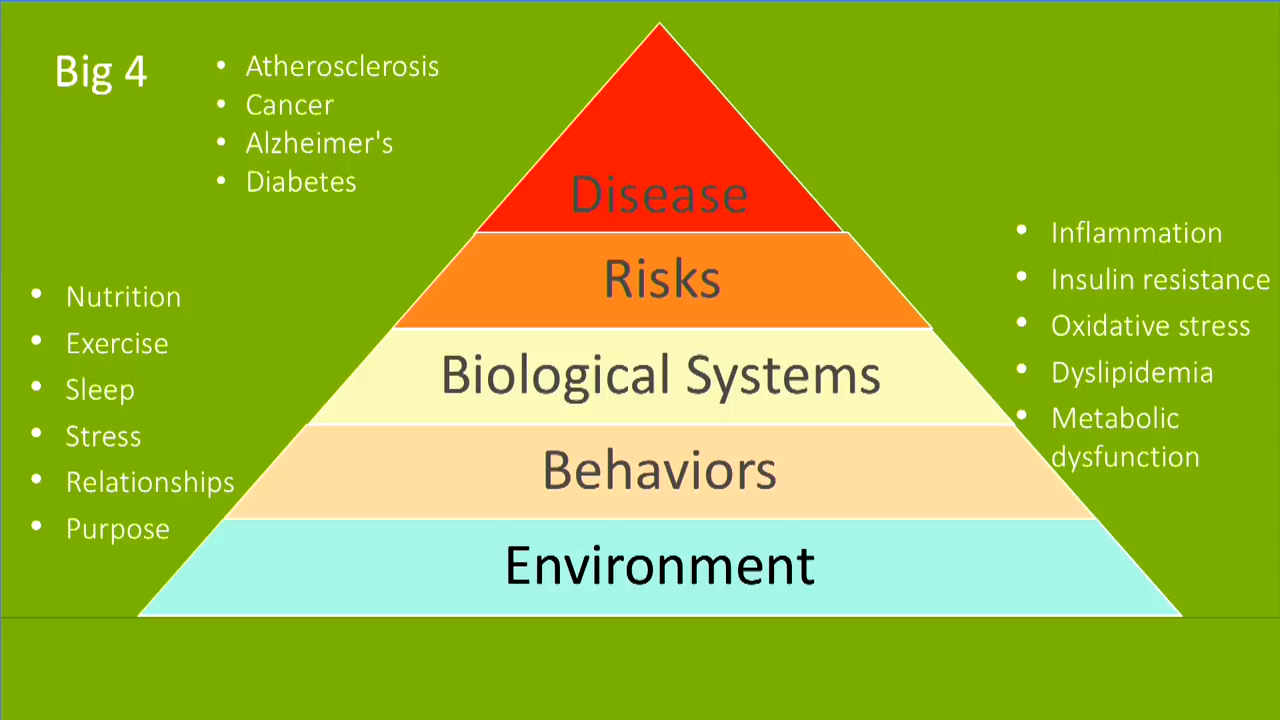 Big 4
• Atherosclerosis
• Cancer
• Alzheimer's
• Diabetes
Disease
Risks
Biological Systems
Behaviors
Environment
• Nutrition
• Exercise
• Sleep
• Stress
• Relationships
• Purpose
• Inflammation
• Insulin resistance
• Oxidative stress
• Dyslipidemia
• Metabolic
dysfunction